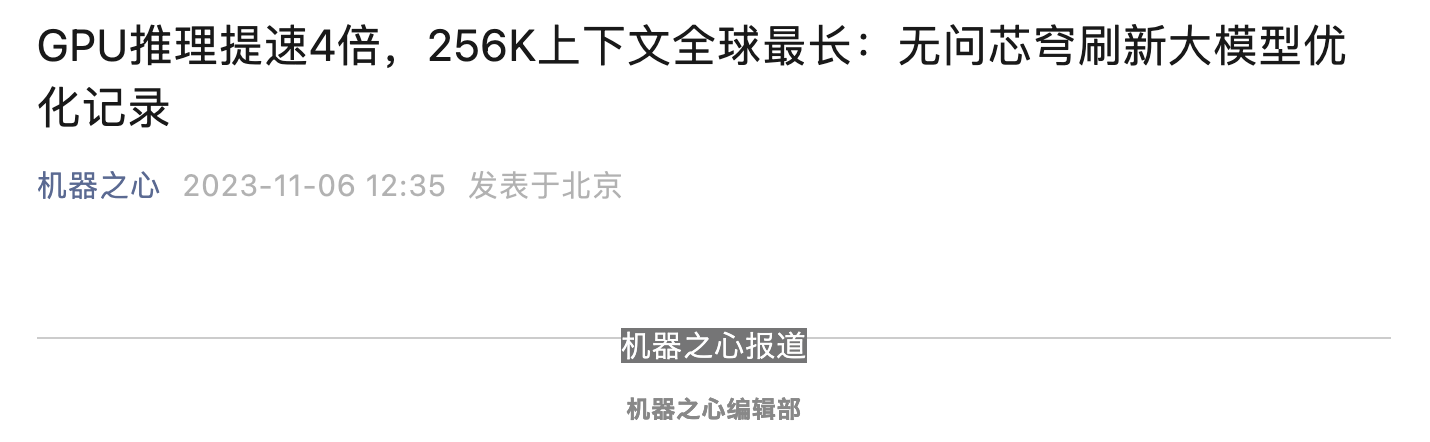 GPU推理提速4倍，256K上下文全球最长：无问芯穹刷新大模型优
化记录
机器之心 2023-11-06 12:35 发表于北京
机器之心报道
机器之心编辑部